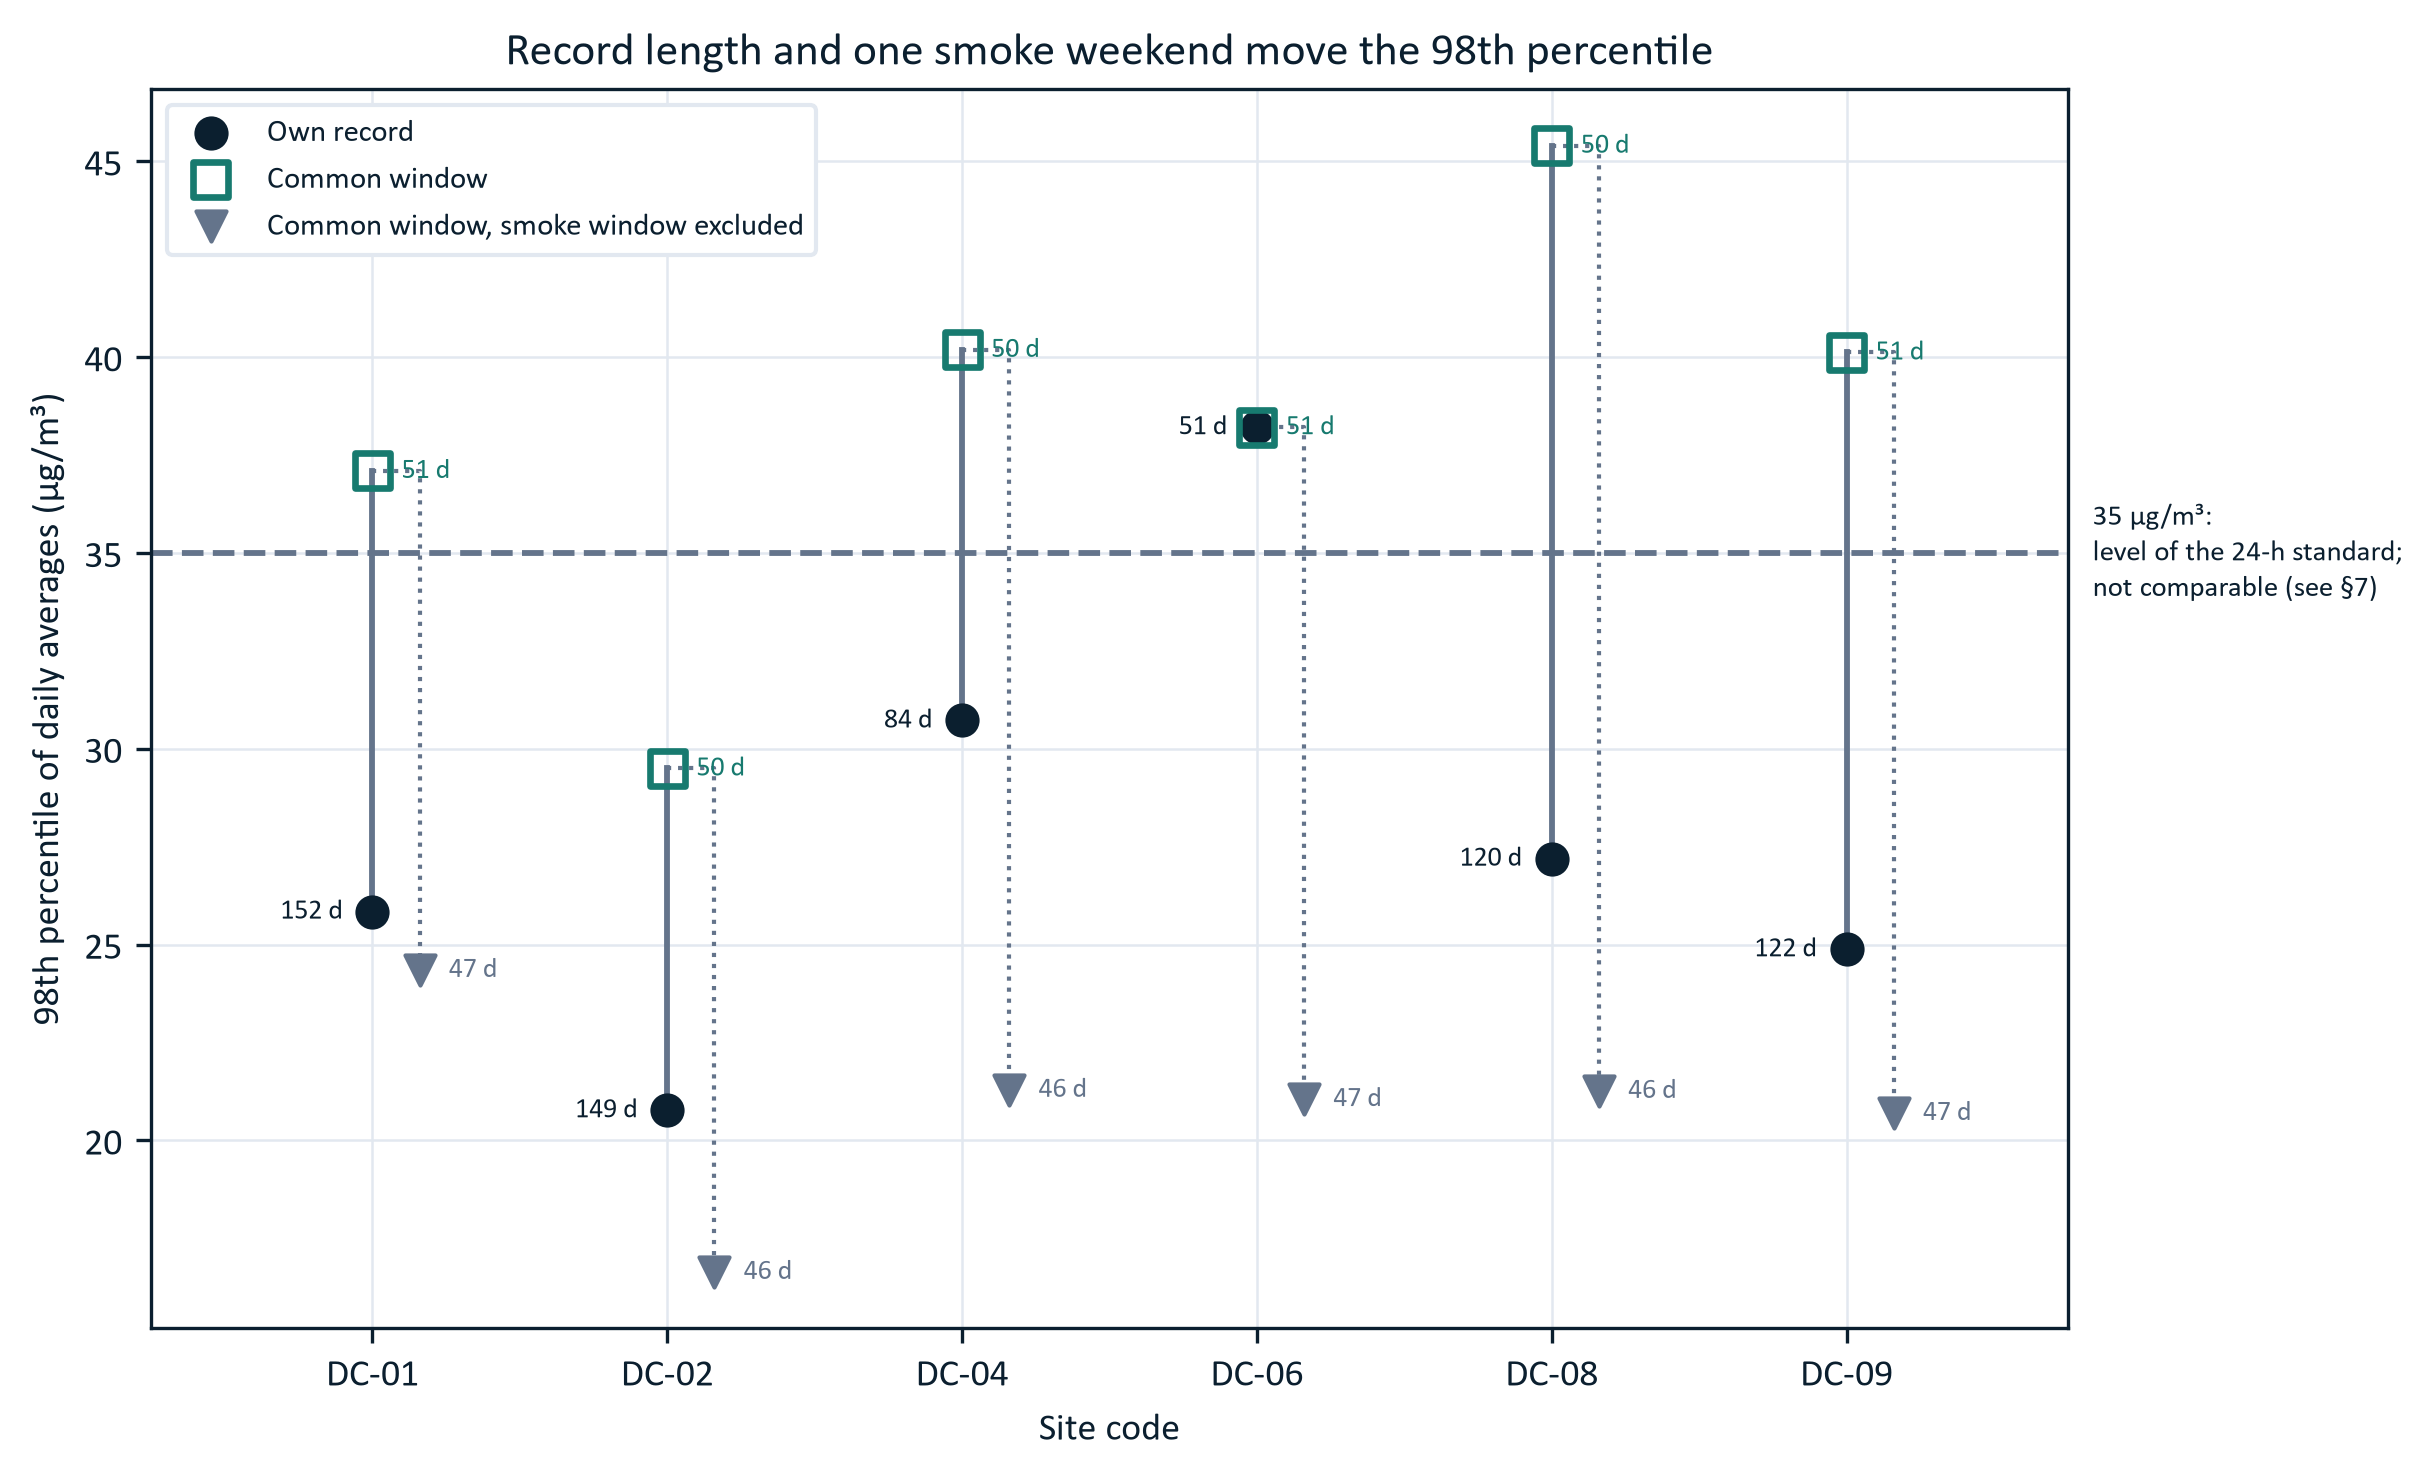 Record length and one smoke weekend move the 98th percentile
Own record
Common window
Common window, smoke window excluded
98th percentile of daily averages (µg/m³)
45
40
35
30
25
20
51 d
152 d
47 d
50 d
149 d
46 d
50 d
84 d
46 d
51 d
51 d
47 d
50 d
120 d
46 d
51 d
122 d
47 d
35 µg/m³:
level of the 24-h standard;
not comparable (see §7)
DC-01
DC-02
DC-04
DC-06
DC-08
DC-09
Site code